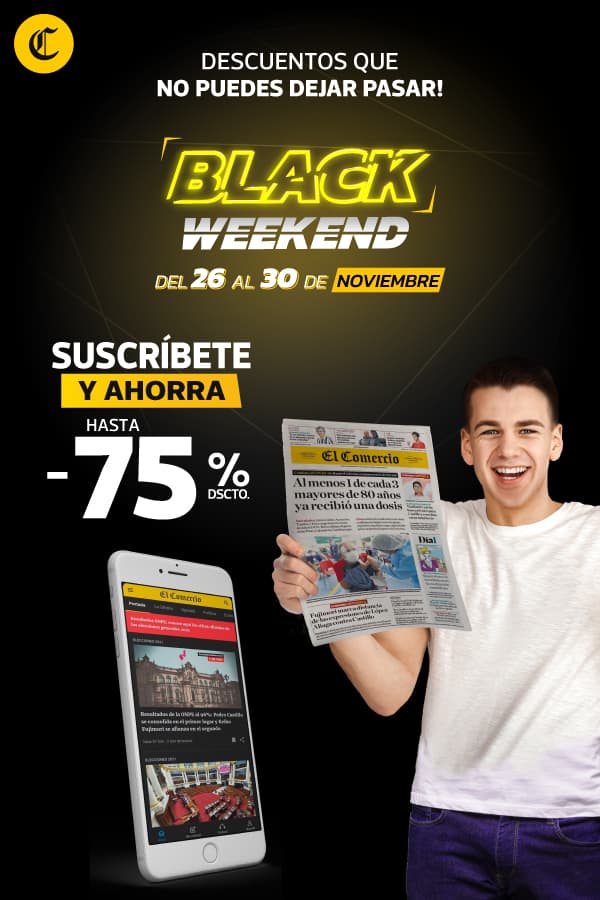 C
DESCUENTOS QUE
NO PUEDES DEJAR PASAR!
BLACK
WEEKEND
DEL 26 AL 30 DE NOVIEMBRE
SUSCRÍBETE
Y AHORRA
HASTA
-75%
DSCTO.
El Comercio
Al menos 1 de cada 3
mayores de 80 años
ya recibió una dosis
Día1
Fujimori marca distancia
de las expresiones de López
Aliaga contra Castillo
El Comercio
Portada
ELECCIONES 2021
Resultados de la ONPE al 96%: Pedro Castillo
se consolida en el primer lugar y Keiko
Fujimori se afianza en el segundo
ELECCIONES 2021